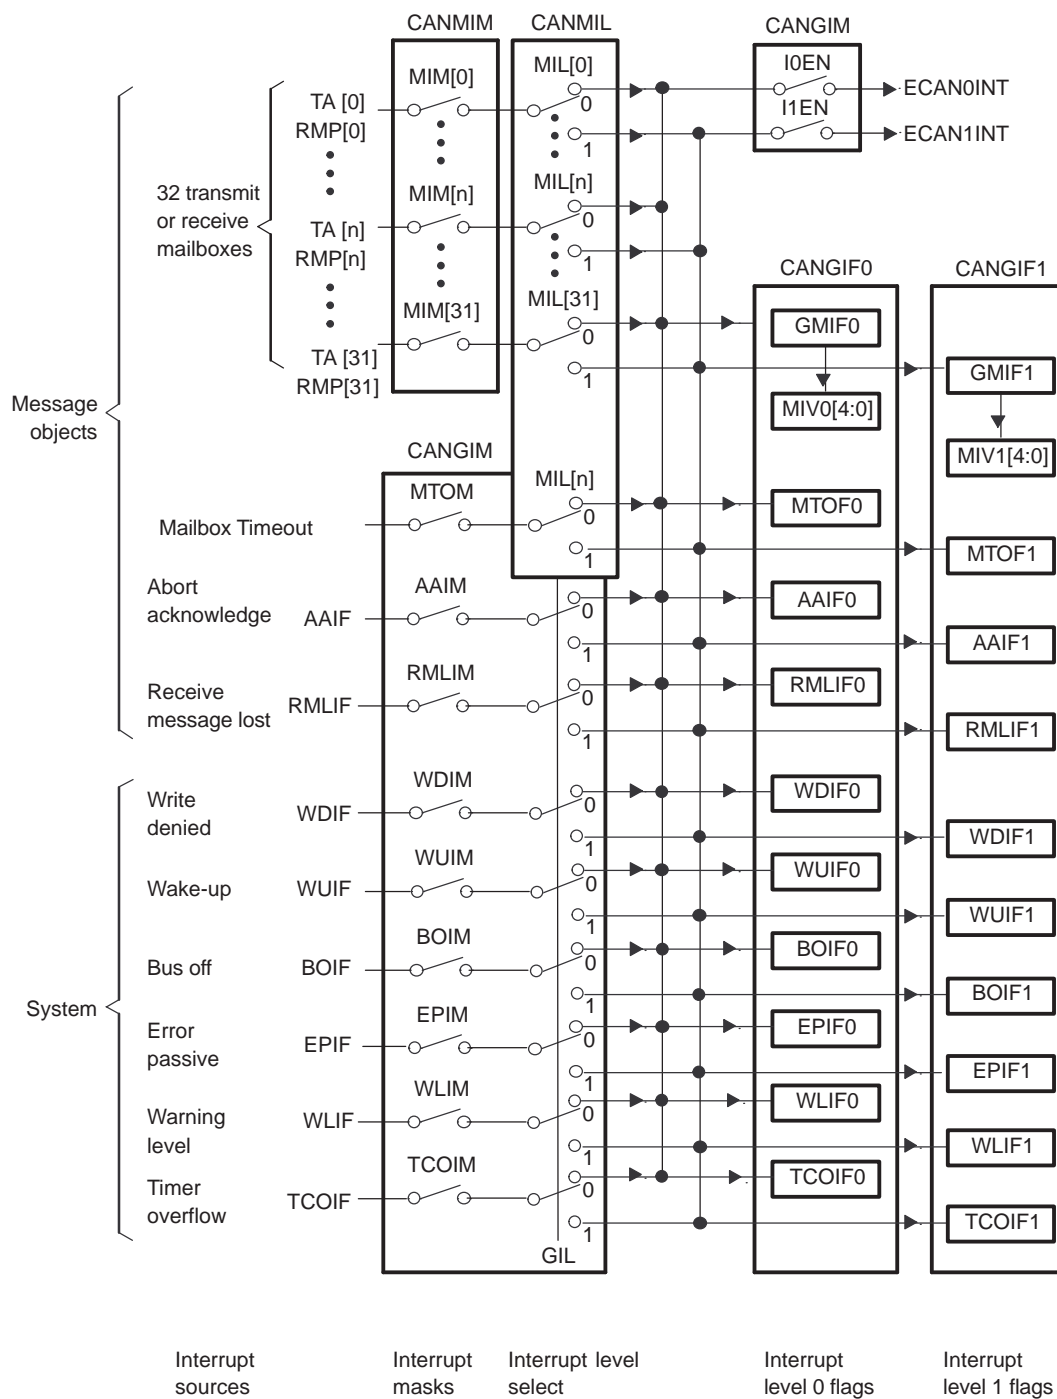 CANMIM
CANMIL
CANGIM
MIM[0]
MIL[0]
I0EN
TA [0]
0
ECAN0INT
RMP[0]
I1EN
1
ECAN1INT
32 transmit
or receive
mailboxes
MIM[n]
MIL[n]
TA [n]
0
RMP[n]
1
CANGIF0
CANGIF1
MIM[31]
MIL[31]
0
GMIF0
TA [31]
RMP[31]
1
GMIF1
Message
objects
MIV0[4:0]
MIV1[4:0]
CANGIM
MTOM
MIL[n]
0
MTOF0
Mailbox Timeout
1
MTOF1
Abort
acknowledge
AAIF
AAIM
0
AAIF0
1
AAIF1
Receive
message lost
RMLIF
RMLIM
0
RMLIF0
1
RMLIF1
Write
denied
WDIF
WDIM
0
WDIF0
1
WDIF1
Wake-up
WUIF
WUIM
0
WUIF0
1
WUIF1
Bus off
BOIF
BOIM
0
BOIF0
1
BOIF1
System
Error
passive
EPIF
EPIM
0
EPIF0
1
EPIF1
Warning
level
WLIF
WLIM
0
WLIF0
1
WLIF1
Timer
overflow
TCOIF
TCOIM
0
TCOIF0
1
TCOIF1
GIL
Interrupt
sources
Interrupt
masks
Interrupt level
select
Interrupt
level 0 flags
Interrupt
level 1 flags